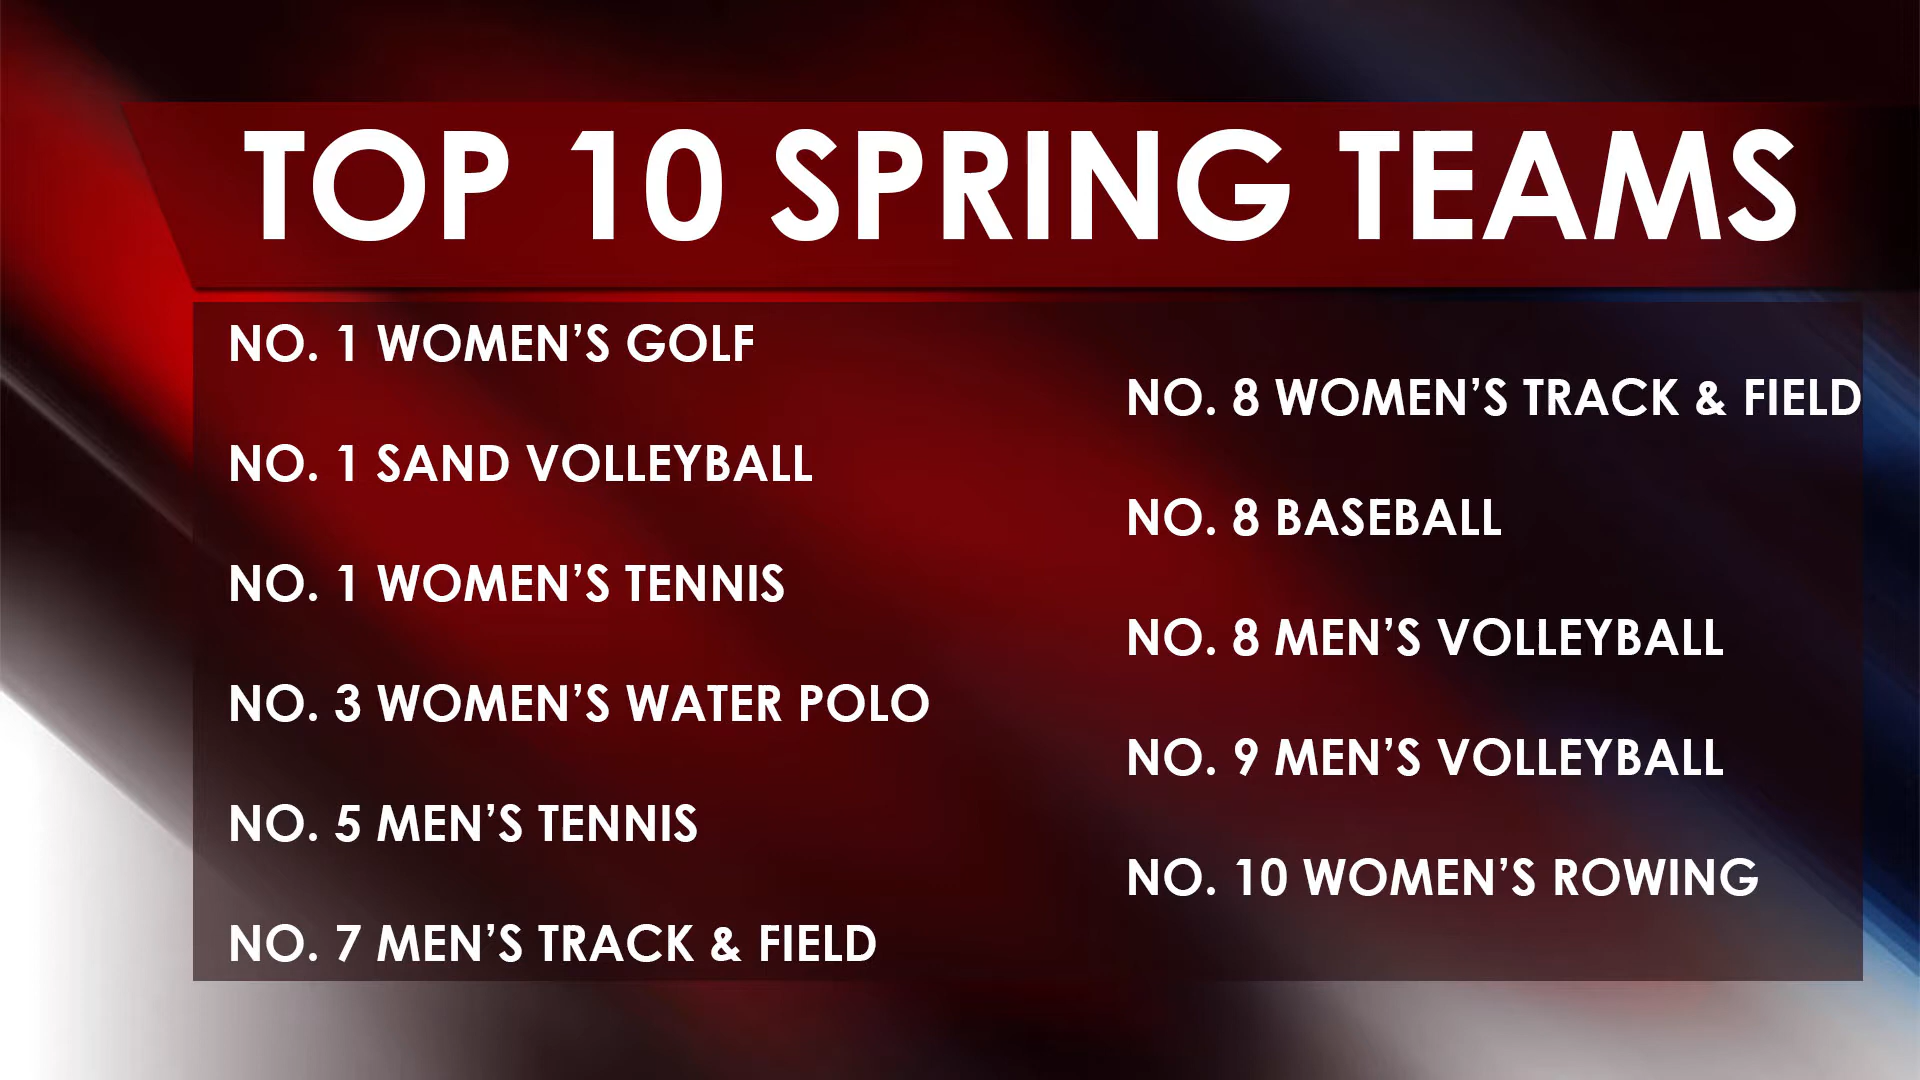 TOP 10 SPRING TEAMS
NO. 1 WOMEN’S GOLF
NO. 1 SAND VOLLEYBALL
NO. 1 WOMEN’S TENNIS
NO. 3 WOMEN’S WATER POLO
NO. 5 MEN’S TENNIS
NO. 7 MEN’S TRACK & FIELD
NO. 8 WOMEN’S TRACK & FIELD
NO. 8 BASEBALL
NO. 8 MEN’S VOLLEYBALL
NO. 9 MEN’S VOLLEYBALL
NO. 10 WOMEN’S ROWING